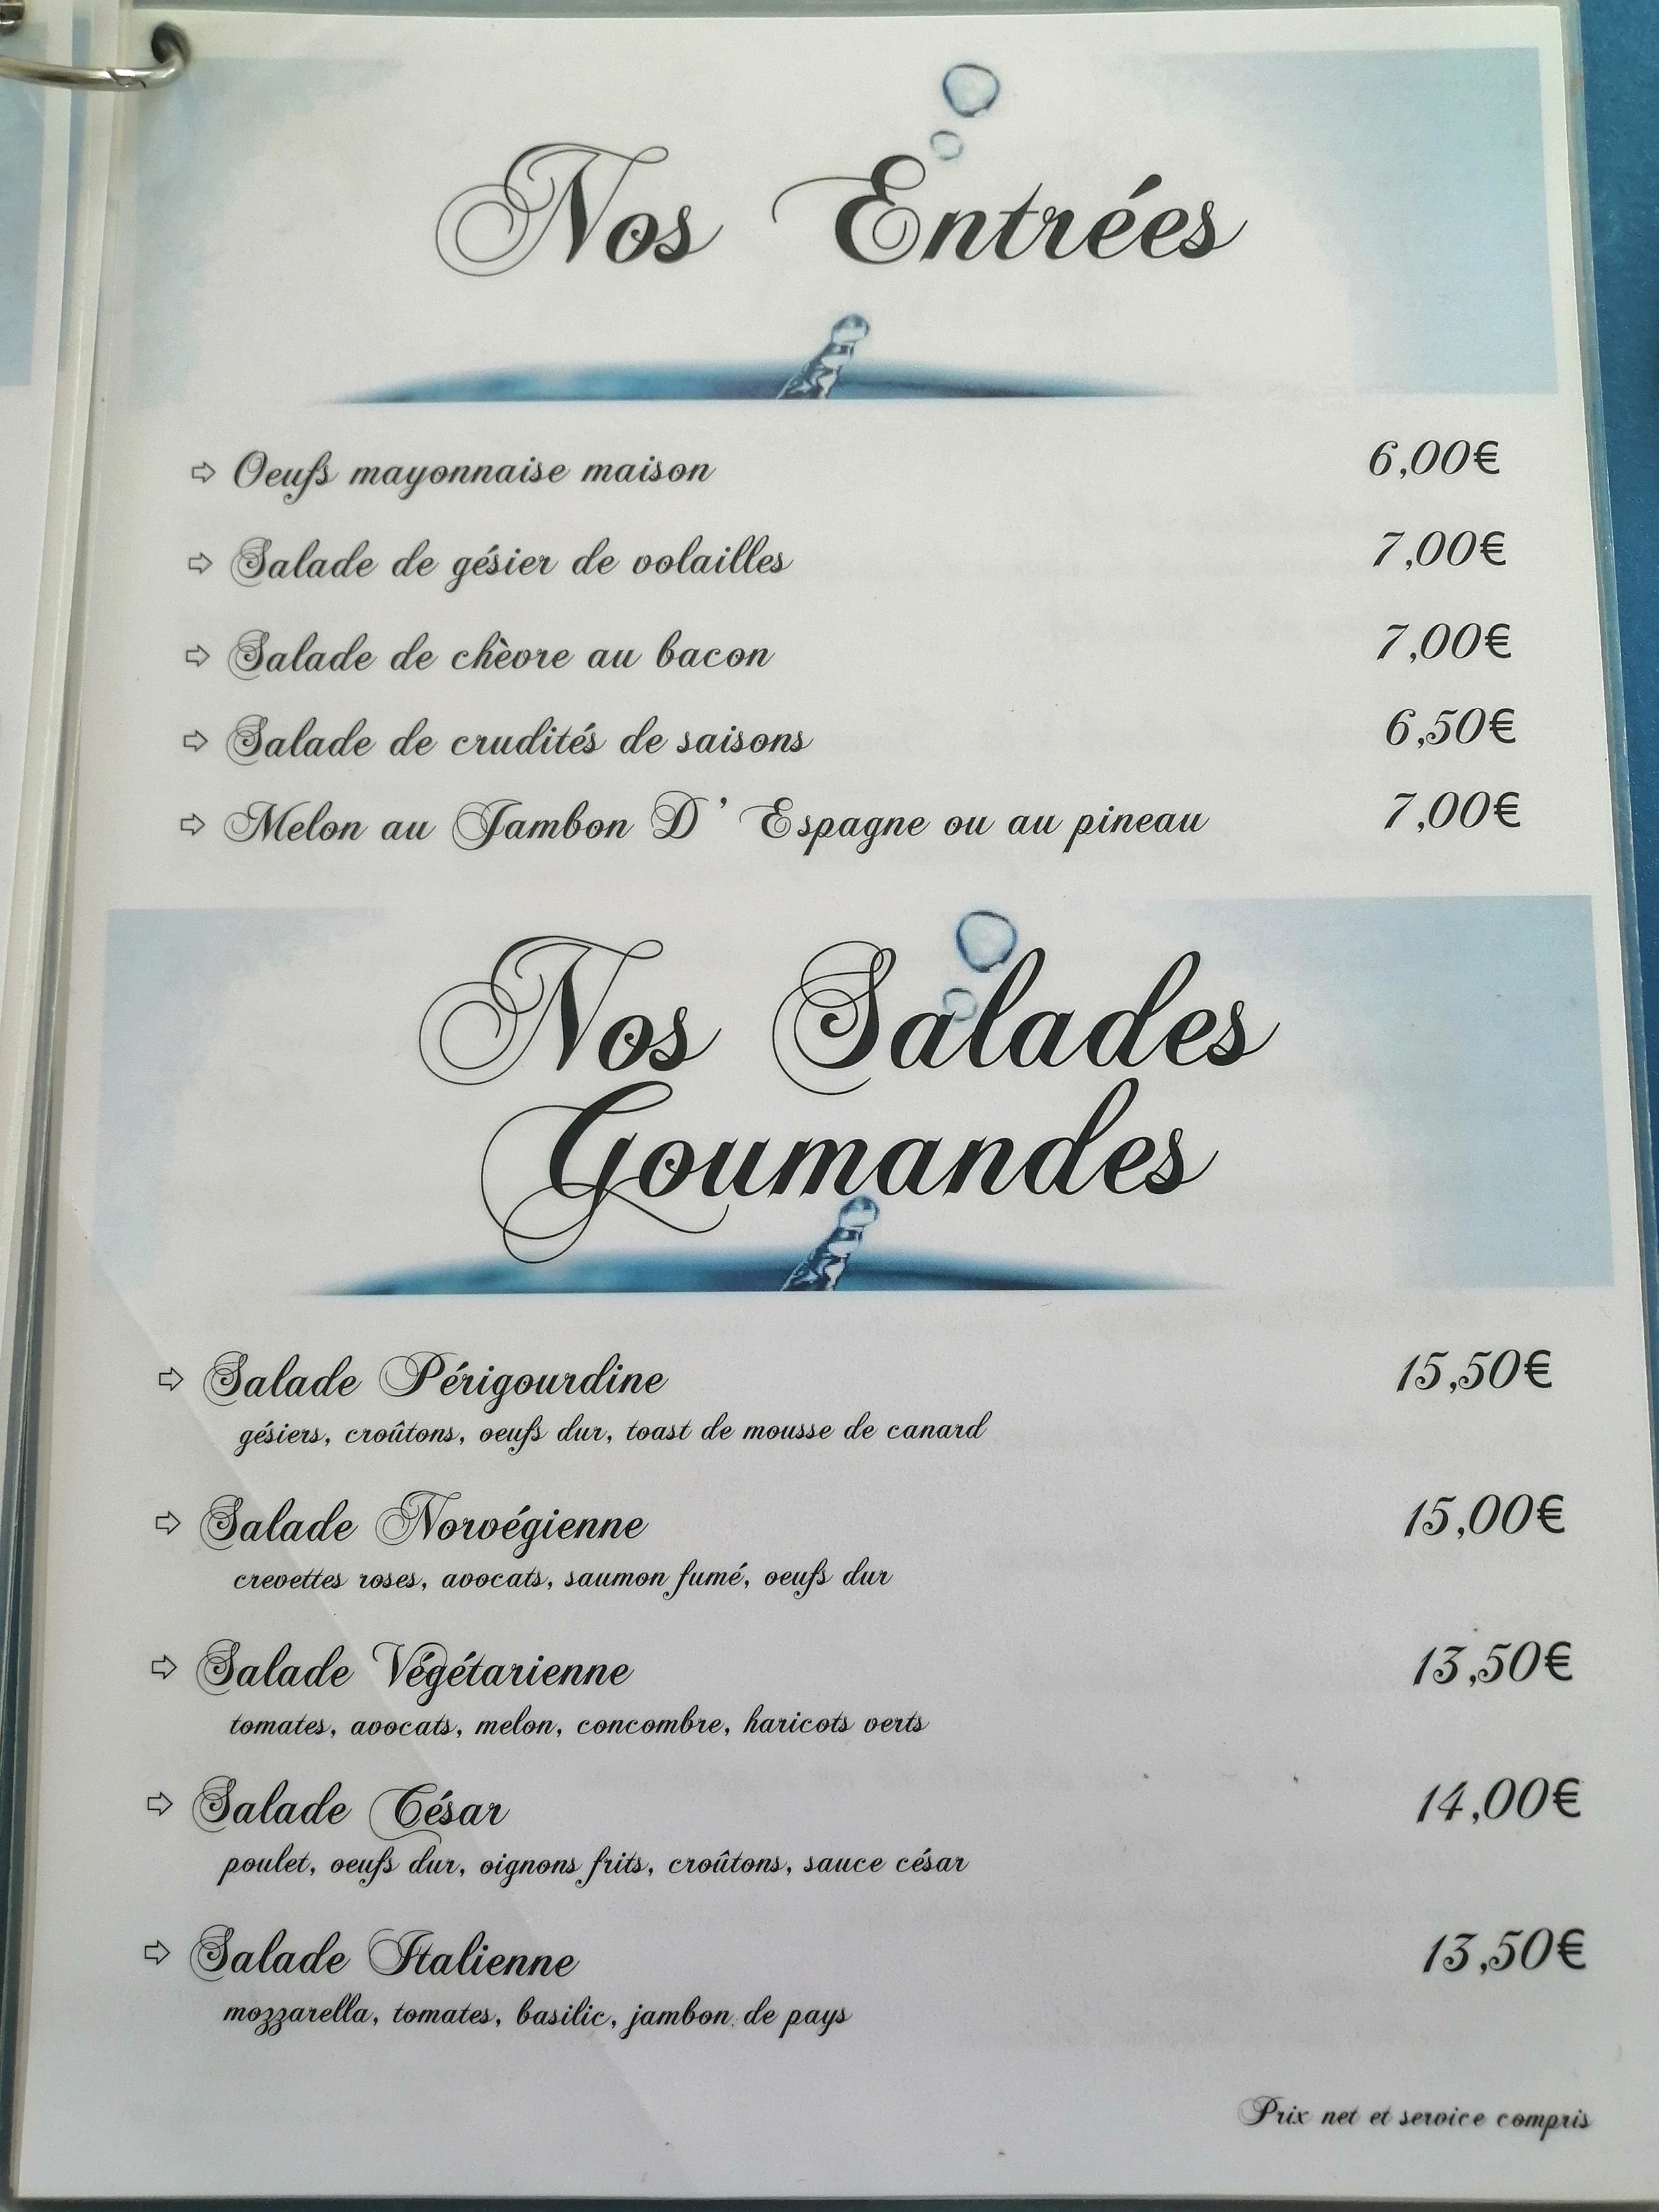 Nos Entrées
⇨ Oeufs mayonnaise maison 6,00€
⇨ Salade de gésier de volailles 7,00€
⇨ Salade de chèvre au bacon 7,00€
⇨ Salade de crudités de saisons 6,50€
⇨ Melon au Jambon D' Espagne ou au pineau 7,00€
Nos Salades
Goumandes
⇨ Salade Périgourdine 15,50€
gésiers, croûtons, oeufs dur, toast de mousse de canard
⇨ Salade Norvégienne 15,00€
crevettes roses, avocats, saumon fumé, oeufs dur
⇨ Salade Végétarienne 13,50€
tomates, avocats, melon, concombre, haricots verts
⇨ Salade César 14,00€
poulet, oeufs dur, oignons frits, croûtons, sauce césar
⇨ Salade Italienne 13,50€
mozzarella, tomates, basilic, jambon de pays
Prix net et service compris